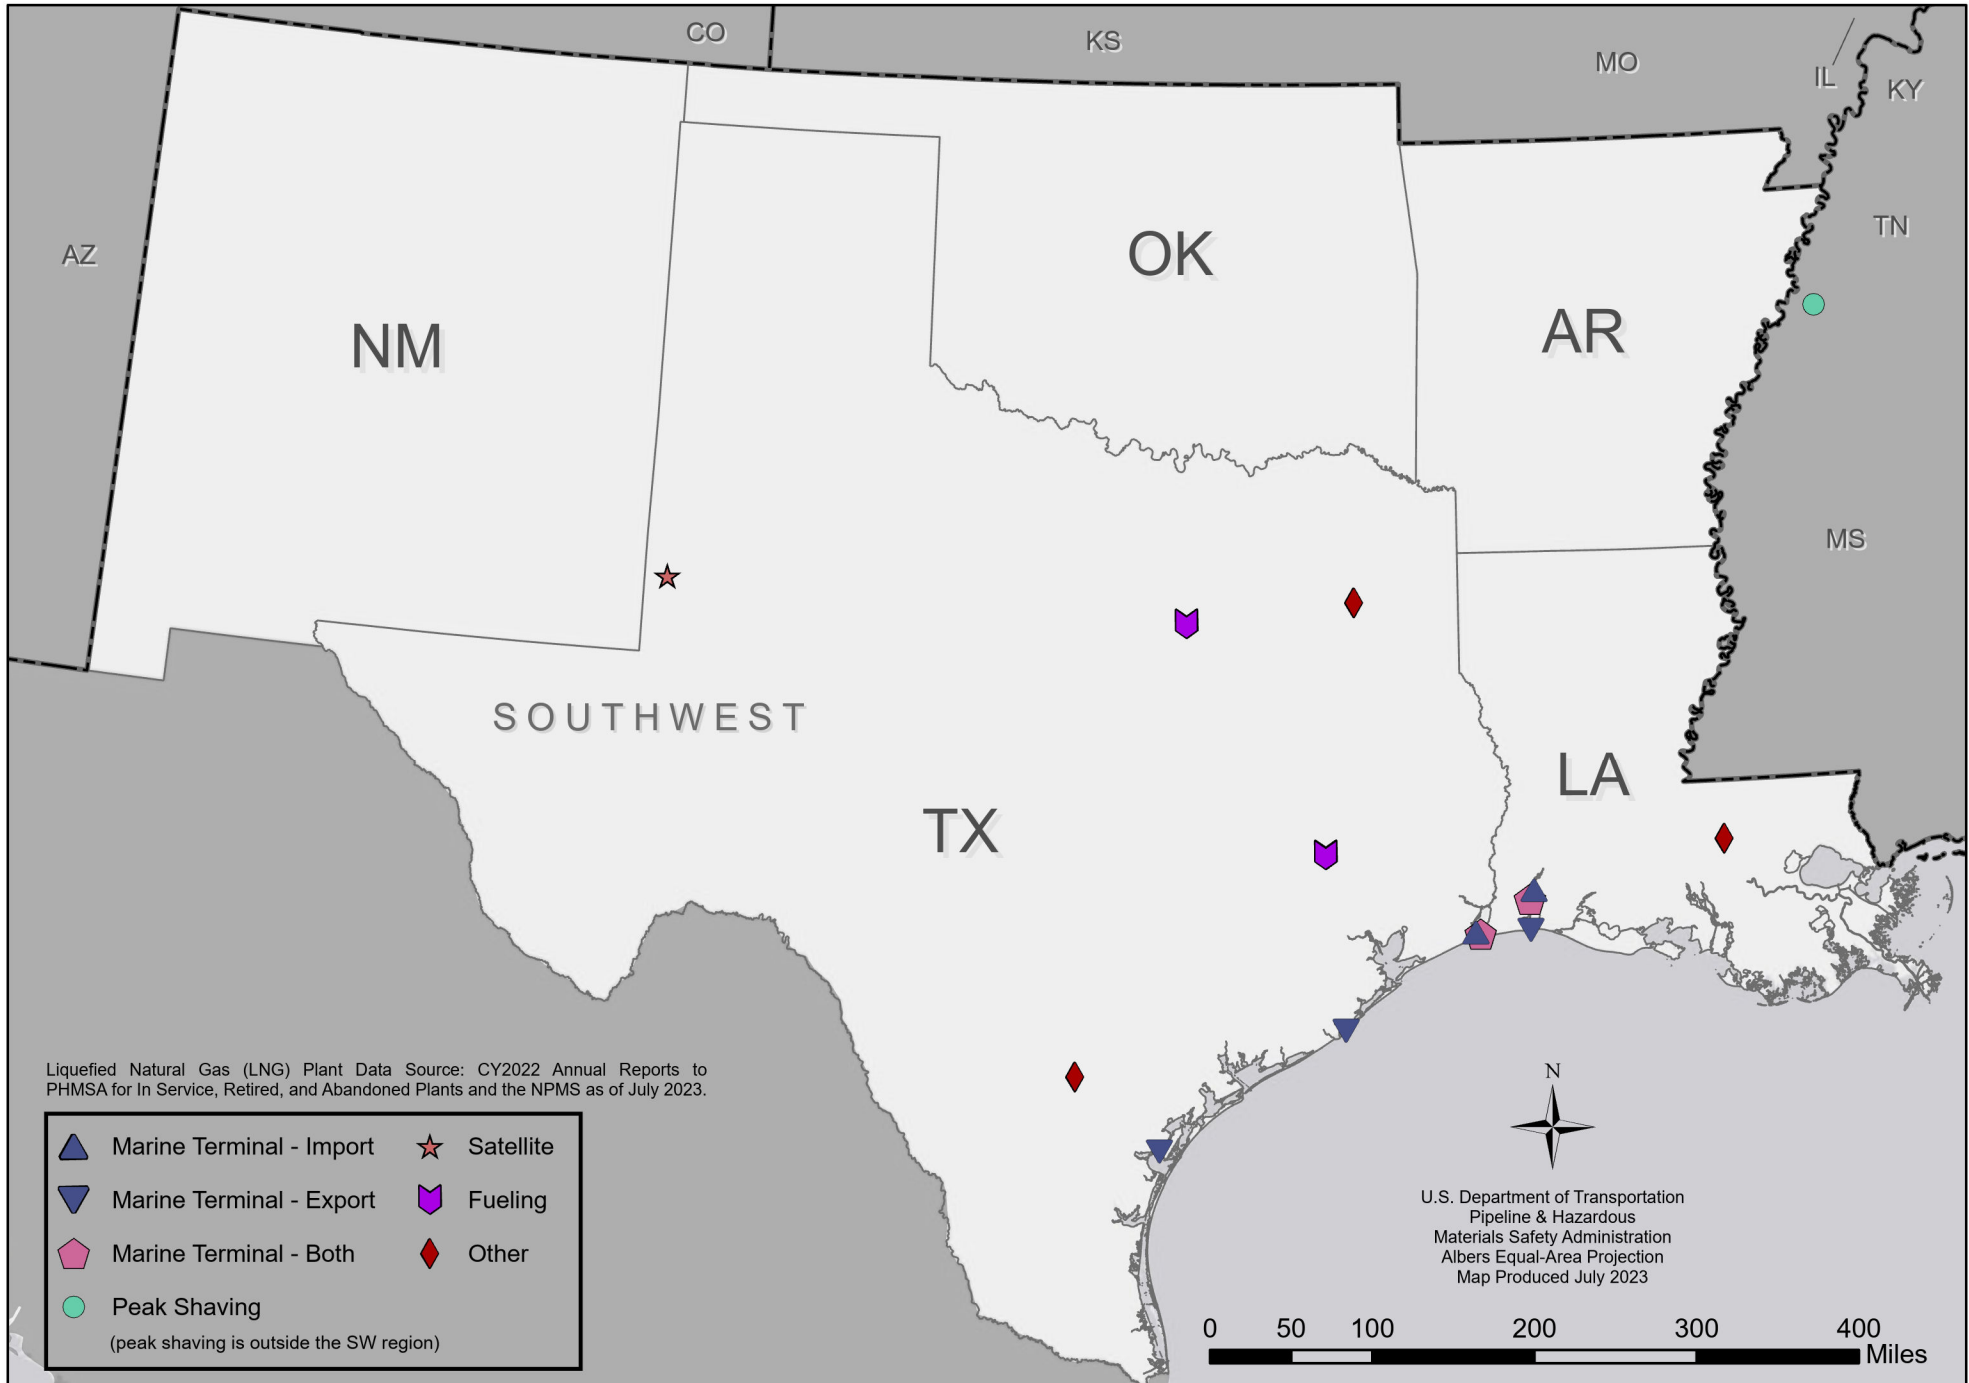 CO
KS
MO
IL
KY
AZ
TN
OK
NM
AR
MS
SOUTHWEST
LA
TX
Liquefied Natural Gas (LNG) Plant Data Source: CY2022 Annual Reports to
PHMSA for In Service, Retired, and Abandoned Plants and the NPMS as of July 2023.
Marine Terminal - Import
Satellite
Marine Terminal - Export
Fueling
Marine Terminal - Both
Other
Peak Shaving
(peak shaving is outside the SW region)
N
U.S. Department of Transportation
Pipeline & Hazardous
Materials Safety Administration
Albers Equal-Area Projection
Map Produced July 2023
0 50 100 200 300 400
Miles